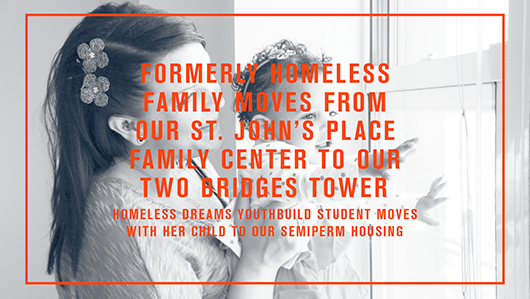 FORMERLY HOMELESS
FAMILY MOVES FROM
OUR ST. JOHN'S PLACE
FAMILY CENTER TO OUR
TWO BRIDGES TOWER
HOMELESS DREAMS YOUTHBUILD STUDENT MOVES
WITH HER CHILD TO OUR SEMIPERM HOUSING